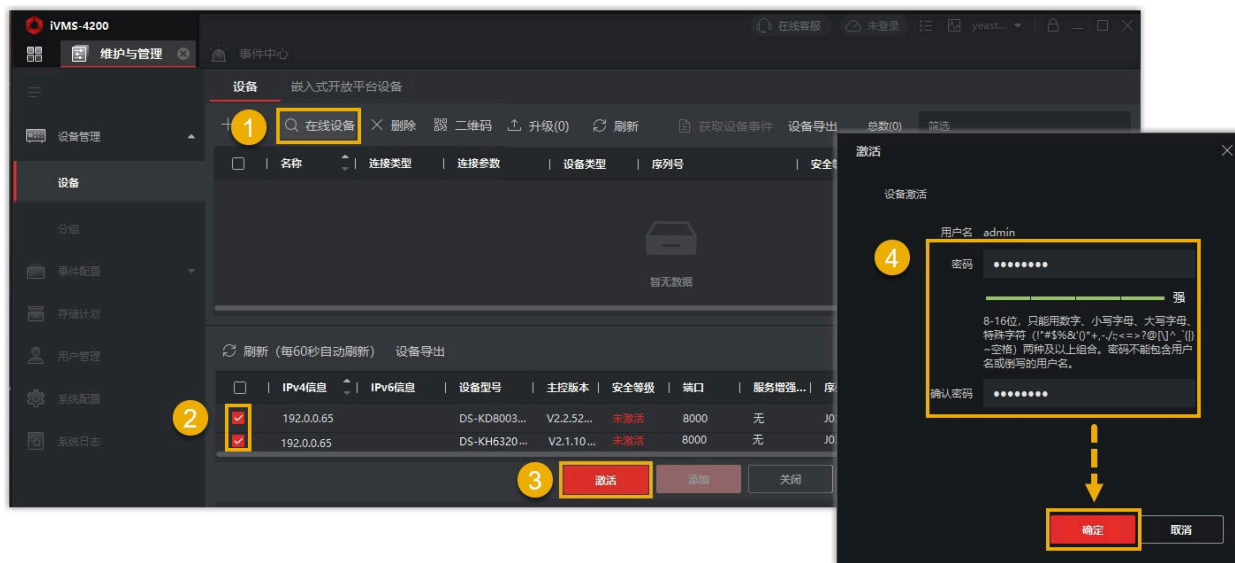 iVMS-4200
在线客服
未登录
yeast...
维护与管理
事件中心
设备
嵌入式开放平台设备
1
在线设备
删除
二维码
升级(0)
刷新
获取设备事件
设备导出
总数(0)
筛选
设备管理
设备
分组
事件配置
存储计划
用户管理
系统配置
系统日志
名称
连接类型
连接参数
设备类型
序列号
暂无数据
刷新（每60秒自动刷新）
设备导出
IPv4信息
IPv6信息
设备型号
主控版本
安全等级
端口
服务增强...
2
192.0.0.65
DS-KD8003...
V2.2.52...
未激活
8000
无
192.0.0.65
DS-KH6320...
V2.1.10...
未激活
8000
无
3
激活
添加
关闭
激活
设备激活
用户名
admin
4
密码
强
8-16位，只能用数字、小写字母、大写字母、
特殊字符（!"#$%&'()*+,-./:;<=>?@[\]^_`{|}
~空格）两种及以上组合。密码不能包含用户
名或倒写的用户名。
确认密码
确定
取消